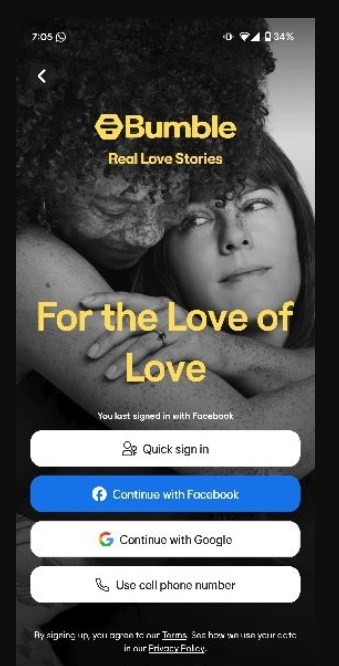 7:05
34%
Bumble
Real Love Stories
For the Love of
Love
You last signed in with Facebook
Quick sign in
Continue with Facebook
Continue with Google
Use cell phone number
By signing up, you agree to our Terms. See how we use your data
in our Privacy Policy.